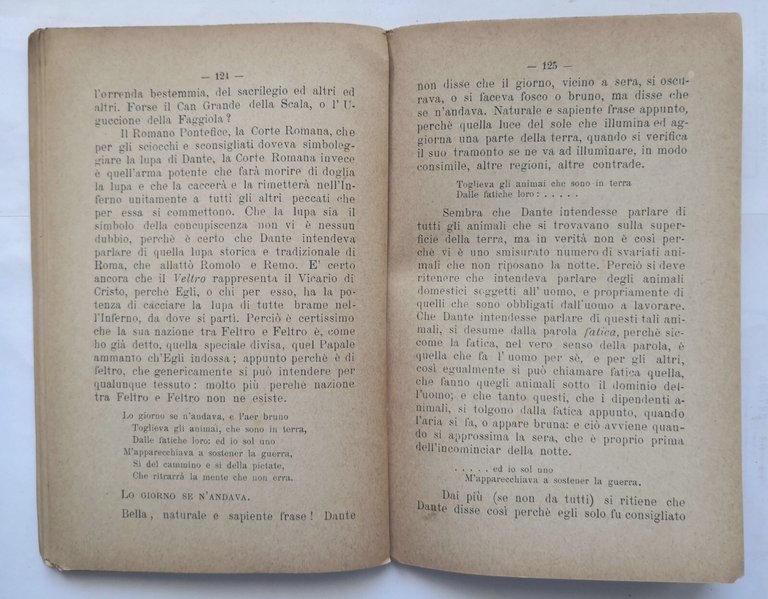 — 124 —
l'orrenda bestemmia, del sacrilegio ed altri ed
altri. Forse il Can Grande della Scala, o l' U-
guccione della Faggiola?
Il Romano Pontefice, la Corte Romana, che
per gli sciocchi e sconsigliati doveva simboleg-
giare la lupa di Dante, la Corte Romana invece
è quell'arma potente che farà morire di doglia
la lupa e che la caccerà e la rimetterà nell'In-
ferno unitamente a tutti gli altri peccati che
per essa si commettono. Che la lupa sia il
simbolo della concupiscenza non vi è nessun
dubbio, perchè è certo che Dante intendeva
parlare di quella lupa storica e tradizionale di
Roma, che allattò Romolo e Remo. E' certo
ancora che il Veltro rappresenta il Vicario di
Cristo, perchè Egli, o chi per esso, ha la po-
tenza di cacciare la lupa di tutte brame nel-
l'Inferno, da dove si partì. Perciò è certissimo
che la sua nazione tra Feltro e Feltro è, come
ho già detto, quella speciale divisa, quel Papale
ammanto ch'Egli indossa; appunto perchè è di
feltro, che genericamente si può intendere per
qualunque tessuto: molto più perchè nazione
tra Feltro e Feltro non ne esiste.
Lo giorno se n'andava, e l'aer bruno
Toglieva gli animai, che sono in terra,
Dalle fatiche loro: ed io sol uno
M'apparecchiava a sostener la guerra,
Sì del cammino e sì della pietate,
Che ritrarrà la mente che non erra.
LO GIORNO SE N'ANDAVA.
Bella, naturale e sapiente frase! Dante
— 125 —
non disse che il giorno, vicino a sera, si oscu-
rava, o si faceva fosco o bruno, ma disse che
se n'andava. Naturale e sapiente frase appunto,
perchè quella luce del sole che illumina ed ag-
giorna una parte della terra, quando si verifica
il suo tramonto se ne va ad illuminare, in modo
consimile, altre regioni, altre contrade.
Toglieva gli animai che sono in terra
Dalle fatiche loro: . . . . .
Sembra che Dante intendesse parlare di
tutti gli animali che si trovavano sulla super-
ficie della terra, ma in verità non è così per-
chè vi è uno smisurato numero di svariati ani-
mali che non riposano la notte. Perciò si deve
ritenere che intendeva parlare degli animali
domestici soggetti all' uomo, e propriamente di
quelli che sono obbligati dall'uomo a lavorare.
Che Dante intendesse parlare di questi tali ani-
mali, si desume dalla parola fatica, perchè sic-
come la fatica, nel vero senso della parola, è
quella che fa l' uomo per sè, e per gli altri,
così egualmente si può chiamare fatica quella,
che fanno quegli animali sotto il dominio del-
l'uomo; e che tanto questi, che i dipendenti a-
nimali, si tolgono dalla fatica appunto, quando
l'aria si fa, o appare bruna: e ciò avviene quan-
do si approssima la sera, che è proprio prima
dell'incominciar della notte.
. . . . . ed io sol uno
M'apparecchiava a sostener la guerra.
Dai più (se non da tutti) si ritiene che
Dante disse così perchè egli solo fu consigliato